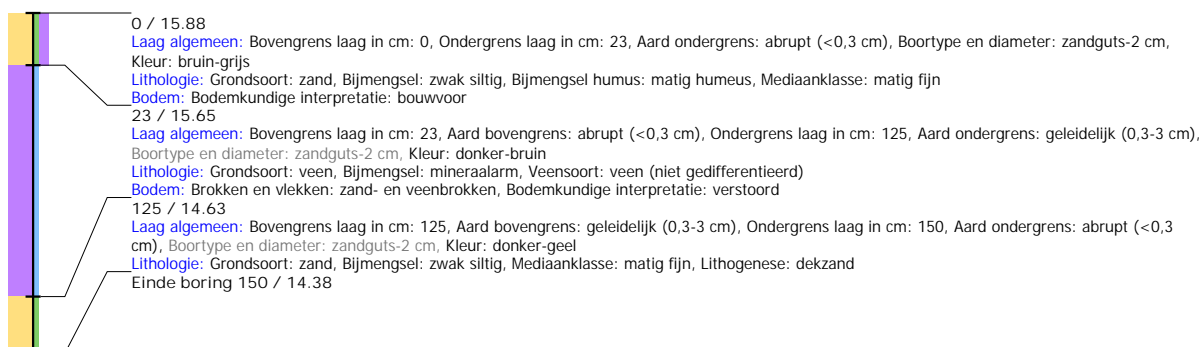 0 / 15.88
Laag algemeen: Bovengrens laag in cm: 0, Ondergrens laag in cm: 23, Aard ondergrens: abrupt (<0,3 cm), Boortype en diameter: zandguts-2 cm,
Kleur: bruin-grijs
Lithologie: Grondsoort: zand, Bijmengsel: zwak siltig, Bijmengsel humus: matig humeus, Mediaanklasse: matig fijn
Bodem: Bodemkundige interpretatie: bouwvoor
23 / 15.65
Laag algemeen: Bovengrens laag in cm: 23, Aard bovengrens: abrupt (<0,3 cm), Ondergrens laag in cm: 125, Aard ondergrens: geleidelijk (0,3-3 cm),
Boortype en diameter: zandguts-2 cm, Kleur: donker-bruin
Lithologie: Grondsoort: veen, Bijmengsel: mineraalarm, Veensoort: veen (niet gedifferentieerd)
Bodem: Brokken en vlekken: zand- en veenbrokken, Bodemkundige interpretatie: verstoord
125 / 14.63
Laag algemeen: Bovengrens laag in cm: 125, Aard bovengrens: geleidelijk (0,3-3 cm), Ondergrens laag in cm: 150, Aard ondergrens: abrupt (<0,3
cm), Boortype en diameter: zandguts-2 cm, Kleur: donker-geel
Lithologie: Grondsoort: zand, Bijmengsel: zwak siltig, Mediaanklasse: matig fijn, Lithogenese: dekzand
Einde boring 150 / 14.38